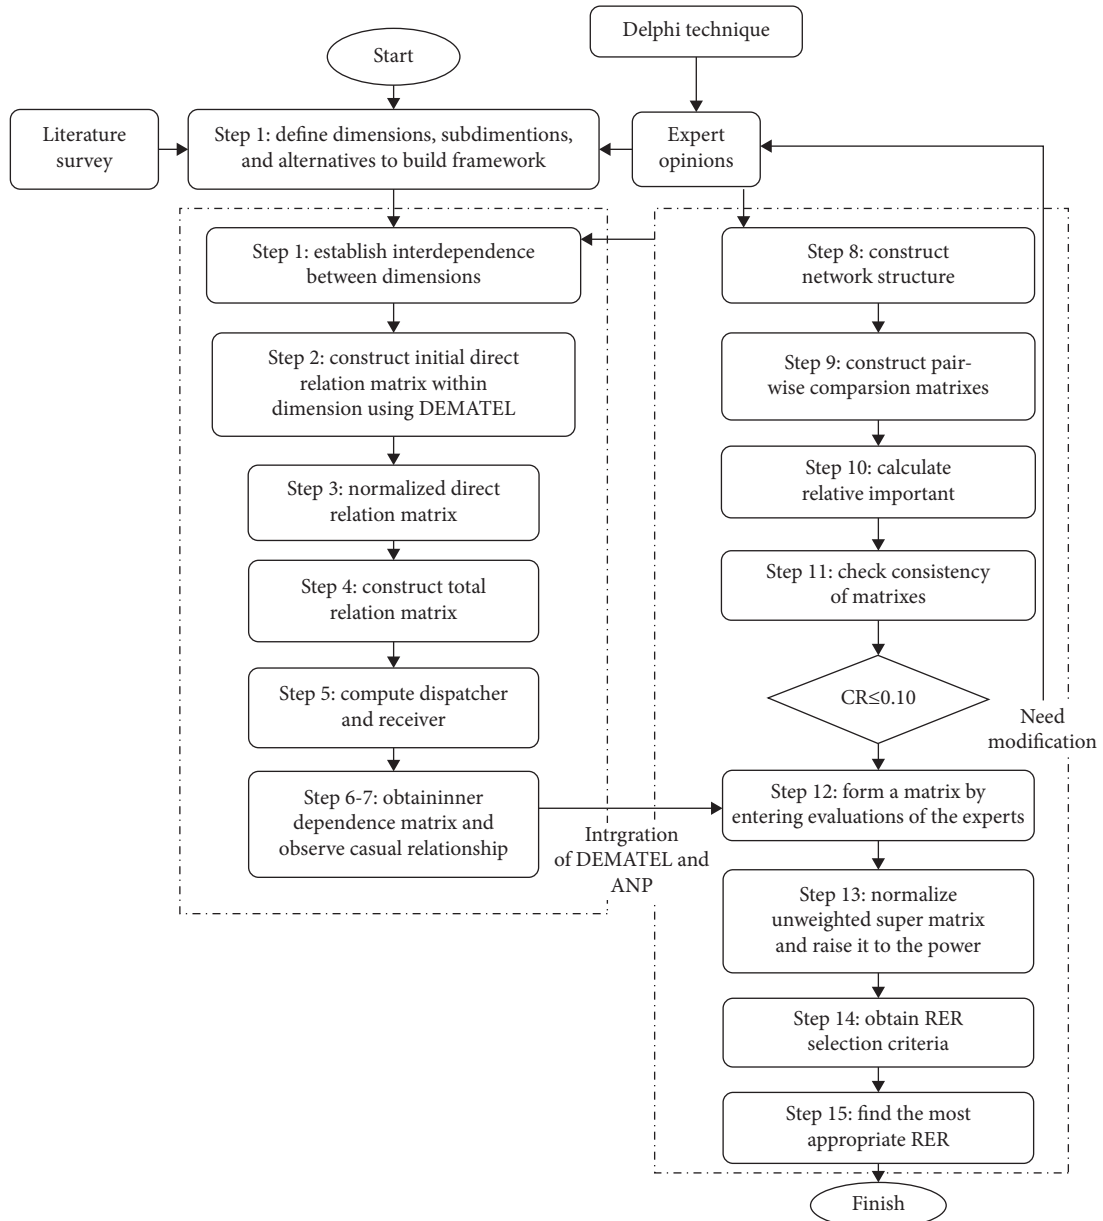 Start
Delphi technique
Literature
survey
Step 1: define dimensions, subdimentions,
and alternatives to build framework
Expert
opinions
Step 1: establish interdependence
between dimensions
Step 2: construct initial direct
relation matrix within
dimension using DEMATEL
Step 3: normalized direct
relation matrix
Step 4: construct total
relation matrix
Step 5: compute dispatcher
and receiver
Step 6-7: obtaininner
dependence matrix and
observe casual relationship
Intrgration
of DEMATEL and
ANP
Step 8: construct
network structure
Step 9: construct pair-
wise comparsion matrixes
Step 10: calculate
relative important
Step 11: check consistency
of matrixes
CR≤0.10
Need
modification
Step 12: form a matrix by
entering evaluations of the experts
Step 13: normalize
unweighted super matrix
and raise it to the power
Step 14: obtain RER
selection criteria
Step 15: find the most
appropriate RER
Finish